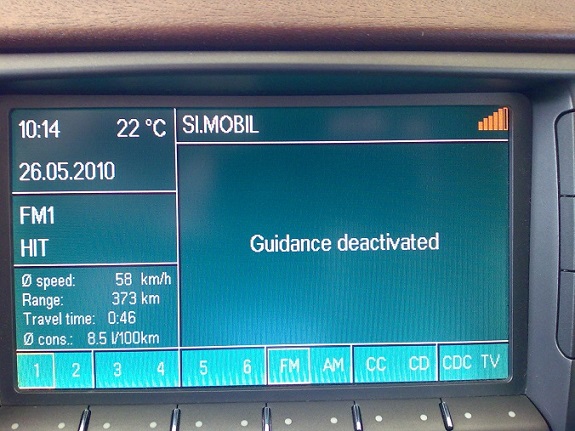 10:14 22 °C
26.05.2010
FM1
HIT
Ø speed: 58 km/h
Range: 373 km
Travel time: 0:46
Ø cons.: 8.5 l/100km
SI.MOBIL
Guidance deactivated
1 2 3 4 5 6 FM AM CC CD CDC TV